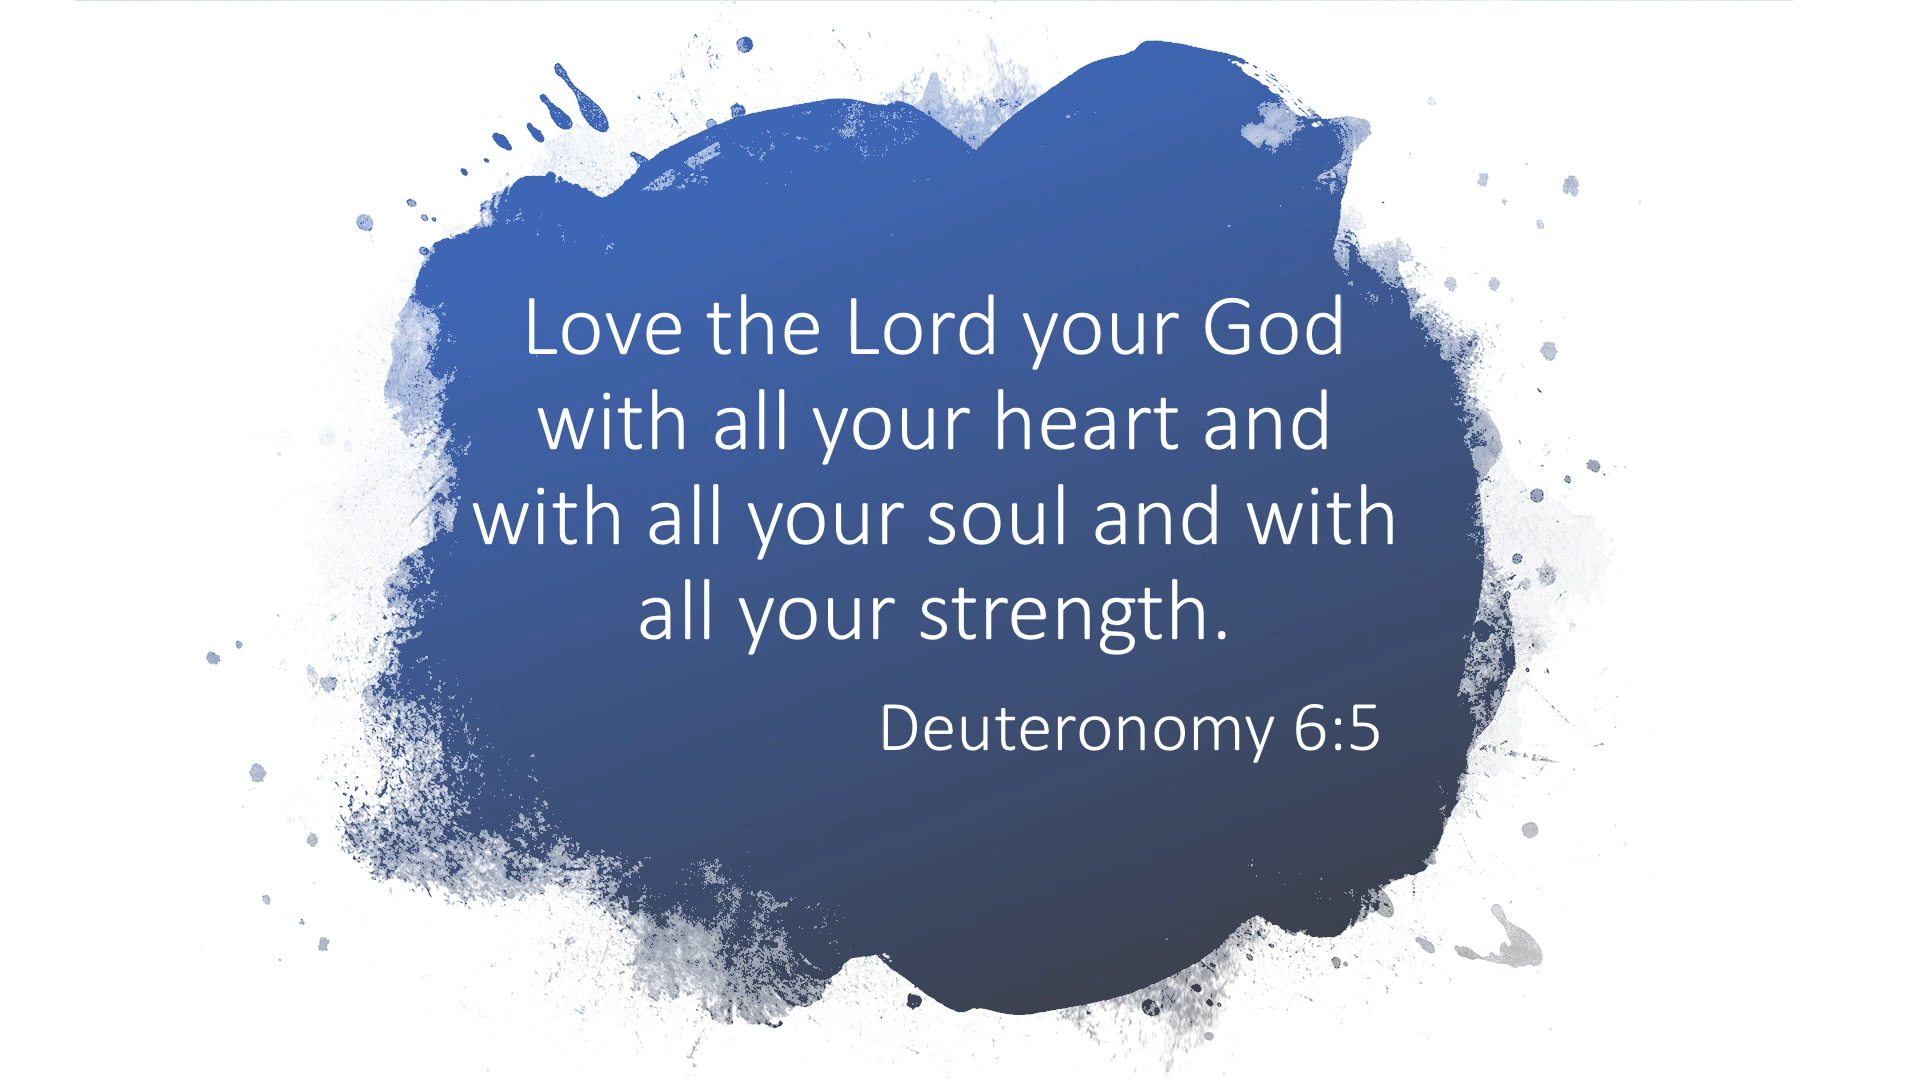 Love the Lord your God
with all your heart and
with all your soul and with
all your strength.
Deuteronomy 6:5